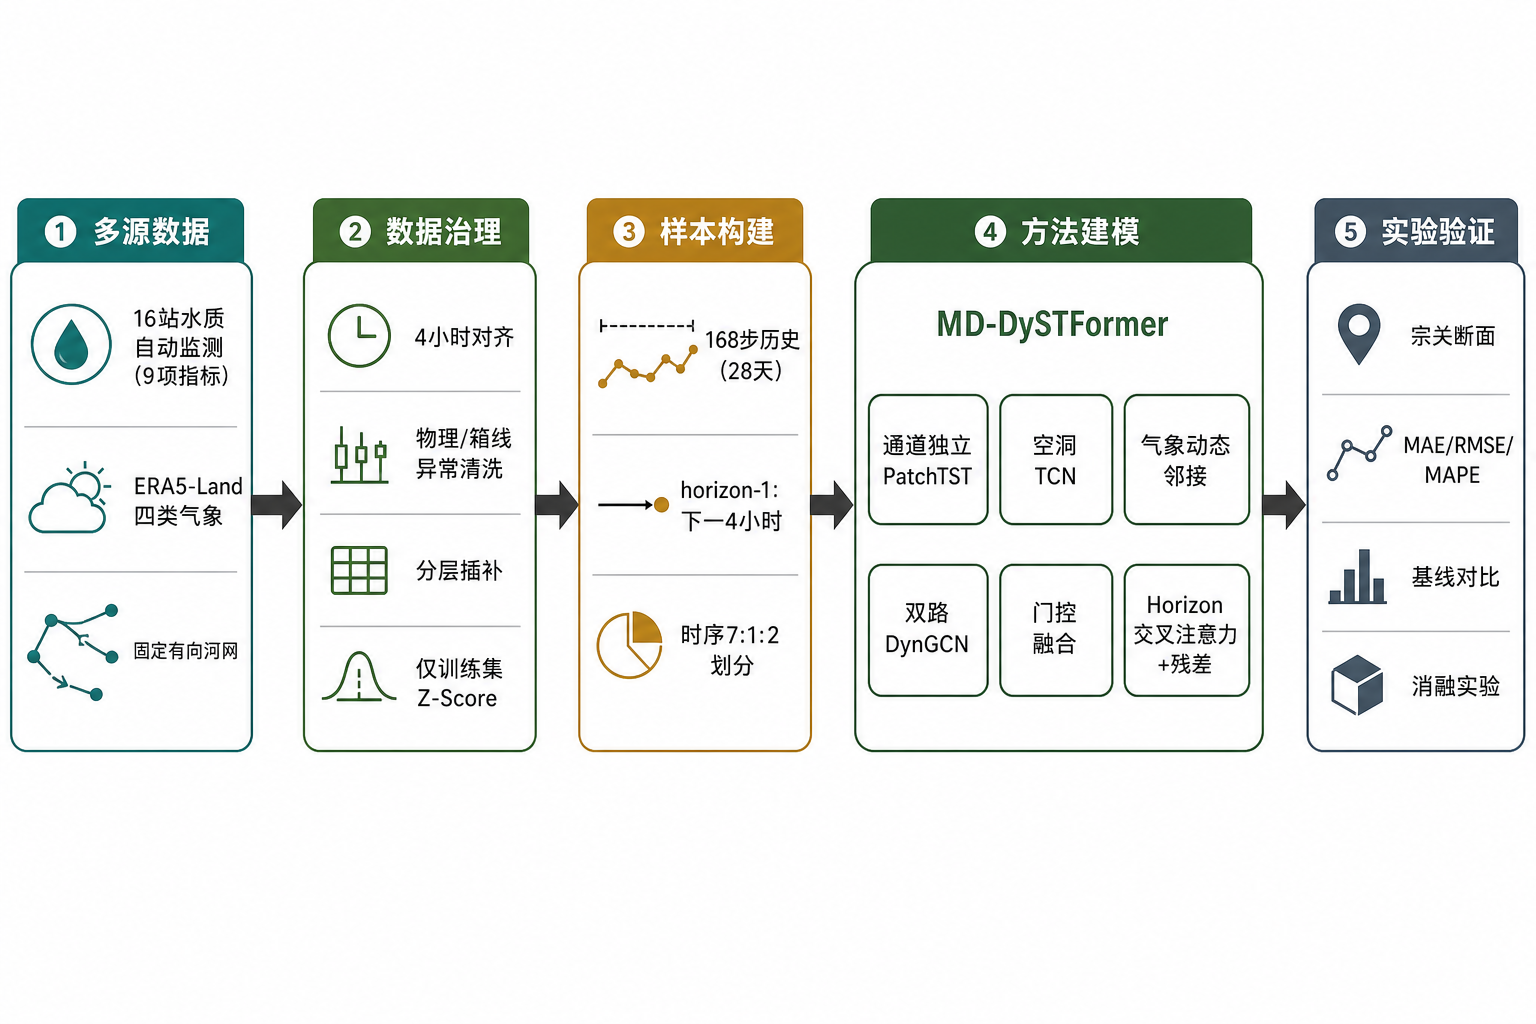 1 多源数据
16站水质
自动监测
(9项指标)
ERA5-Land
四类气象
固定有向河网
2 数据治理
4小时对齐
物理/箱线
异常清洗
分层插补
仅训练集
Z-Score
3 样本构建
168步历史
(28天)
horizon-1:
下一4小时
时序7:1:2
划分
4 方法建模
MD-DySTFormer
通道独立
PatchTST
空洞
TCN
气象动态
邻接
双路
DynGCN
门控
融合
Horizon
交叉注意力
+残差
5 实验验证
宗关断面
MAE/RMSE/
MAPE
基线对比
消融实验